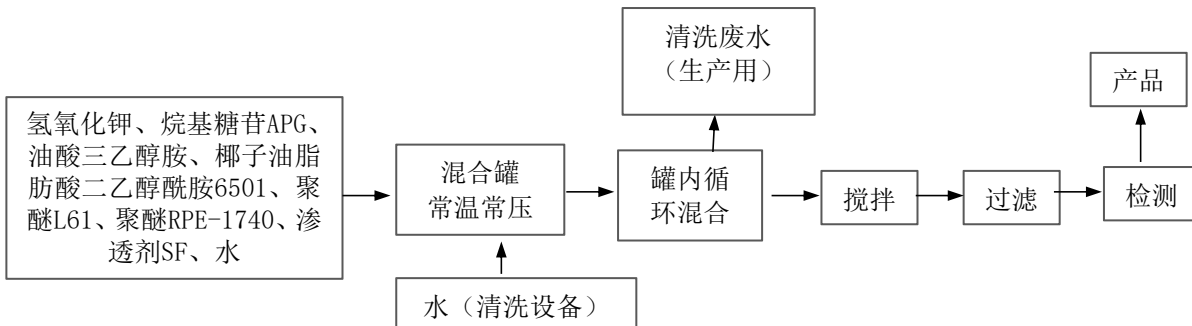 氢氧化钾、烷基糖苷APG、
油酸三乙醇胺、椰子油脂
肪酸二乙醇酰胺6501、聚
醚L61、聚醚RPE-1740、渗
透剂SF、水
混合罐
常温常压
水（清洗设备）
清洗废水
（生产用）
罐内循
环混合
搅拌
过滤
检测
产品